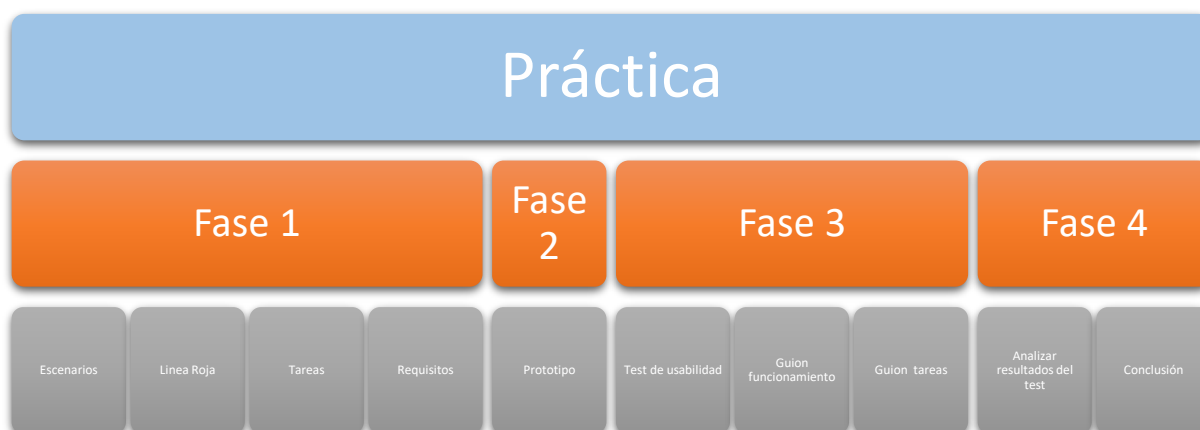 Práctica
Fase 1
Fase
2
Fase 3
Fase 4
Escenarios
Linea Roja
Tareas
Requisitos
Prototipo
Test de usabilidad
Guion
funcionamiento
Guion tareas
Analizar
resultados del
test
Conclusión